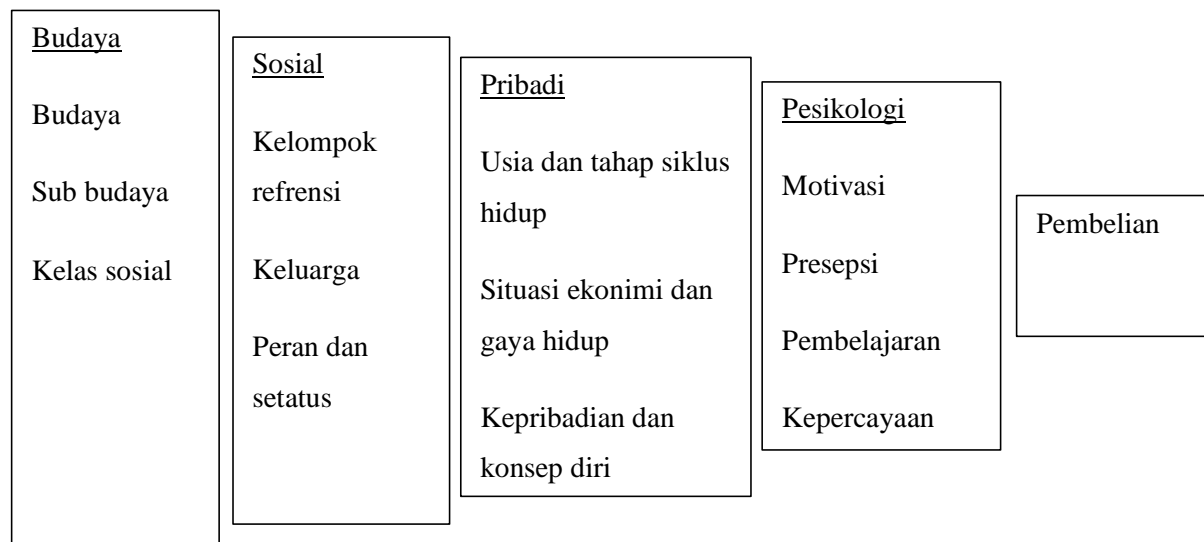 Budaya
Budaya
Sub budaya
Kelas sosial
Sosial
Kelompok
refrensi
Keluarga
Peran dan
setatus
Pribadi
Usia dan tahap siklus
hidup
Situasi ekonimi dan
gaya hidup
Kepribadian dan
konsep diri
Pesikologi
Motivasi
Presepsi
Pembelajaran
Kepercayaan
Pembelian